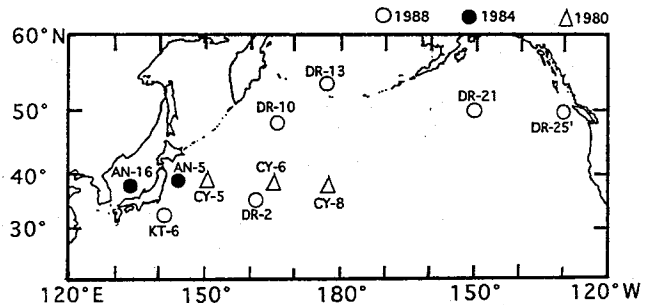 1988 1984 1980
60°N
DR-13
DR-21
DR-10
50°
DR-25'
AN-16 AN-5 CY-6
40°
CY-5 CY-8
DR-2
30°
KT-6
120°E 150° 180° 150° 120°W